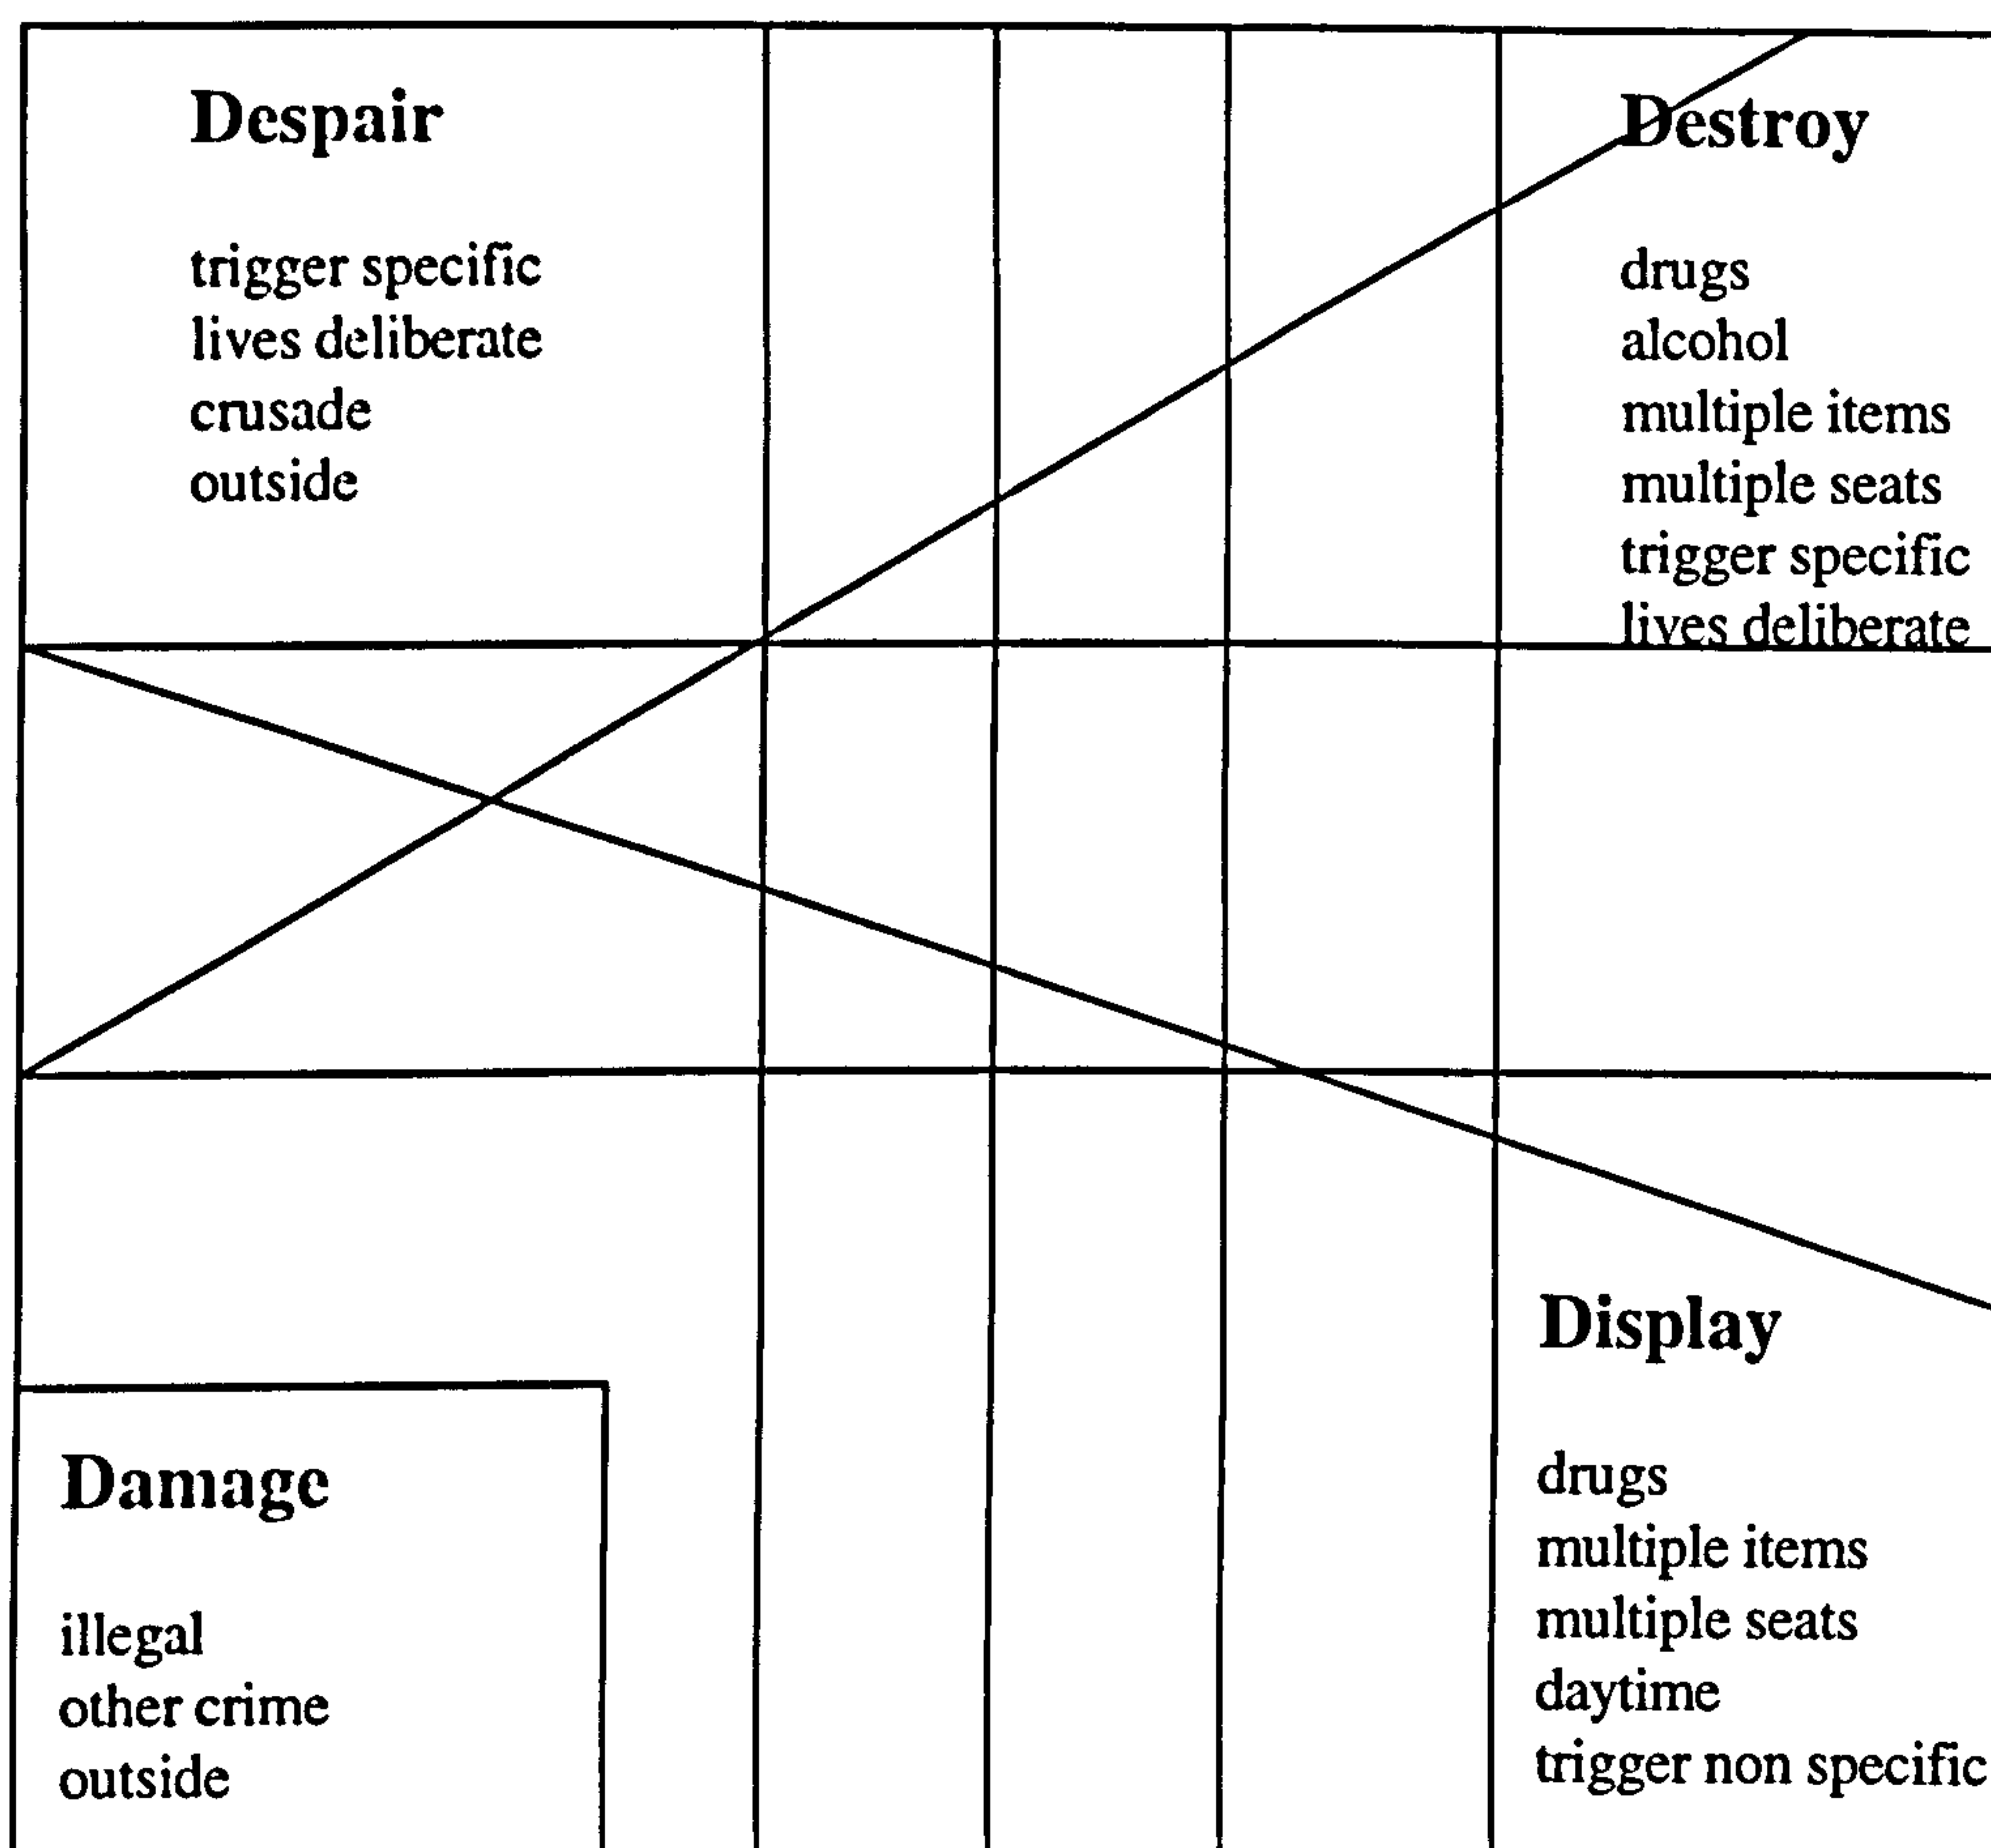 Despair
trigger specific
lives deliberate
crusade
outside
Destroy
drugs
alcohol
multiple items
multiple seats
trigger specific
lives deliberate
Damage
illegal
other crime
outside
Display
drugs
multiple items
multiple seats
daytime
trigger non specific